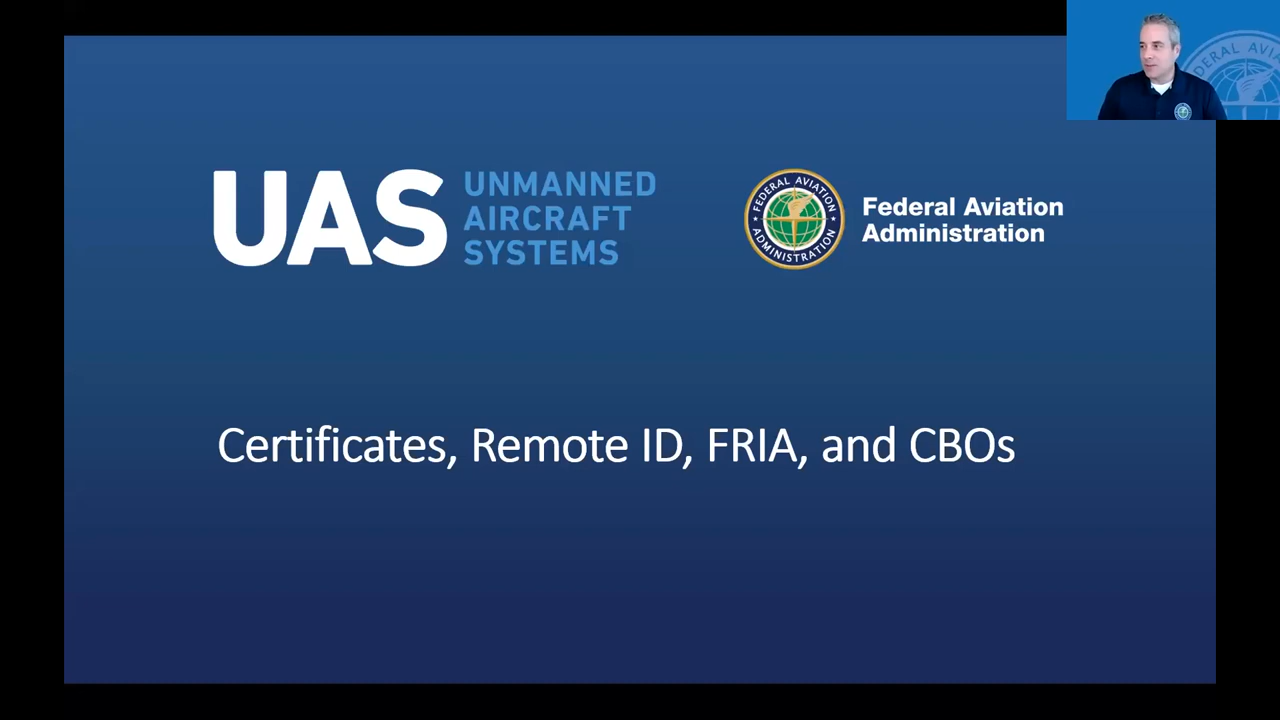 UAS
UNMANNED
AIRCRAFT
SYSTEMS
FEDERAL AVIATION
ADMINISTRATION
Federal Aviation
Administration
Certificates, Remote ID, FRIA, and CBOs